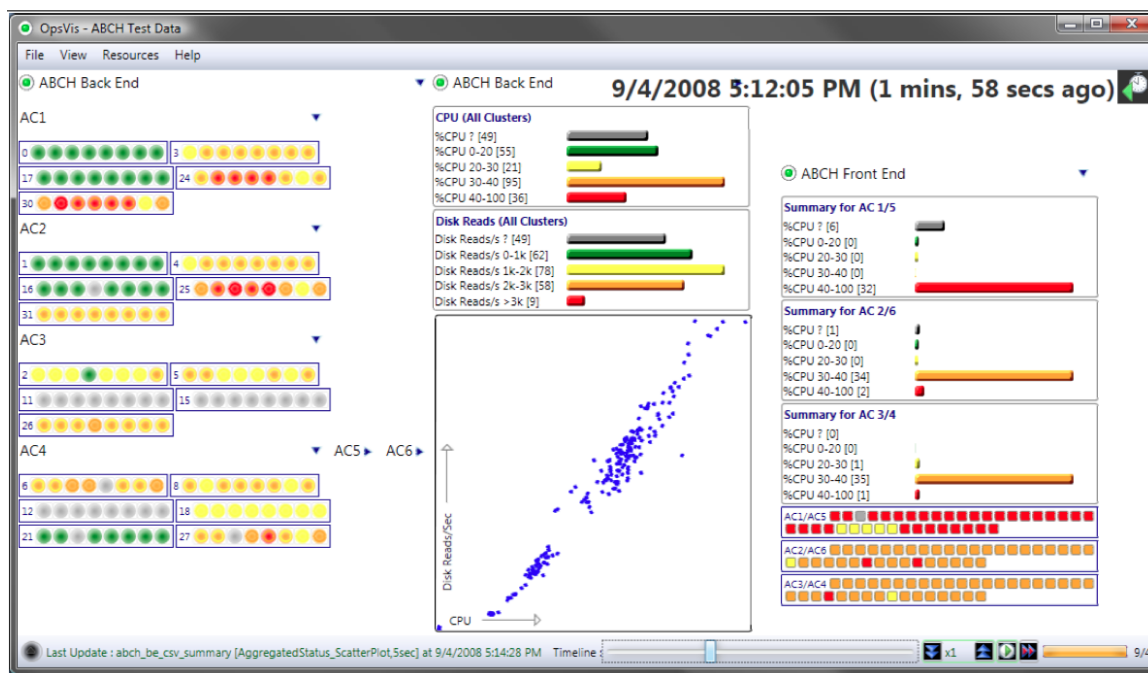 OpsVis - ABCH Test Data
File View Resources Help
ABCH Back End
AC1
0 3
17 24
30
AC2
1 4
16 25
31
AC3
2 5
11 15
26
AC4 AC5 AC6
6 8
12 18
21 27
ABCH Back End
9/4/2008 5:12:05 PM (1 mins, 58 secs ago)
CPU (All Clusters)
%CPU ? [49]
%CPU 0-20 [55]
%CPU 20-30 [21]
%CPU 30-40 [95]
%CPU 40-100 [36]
Disk Reads (All Clusters)
Disk Reads/s ? [49]
Disk Reads/s 0-1k [62]
Disk Reads/s 1k-2k [78]
Disk Reads/s 2k-3k [58]
Disk Reads/s >3k [9]
Disk Reads/Sec
CPU
ABCH Front End
Summary for AC 1/5
%CPU ? [6]
%CPU 0-20 [0]
%CPU 20-30 [0]
%CPU 30-40 [0]
%CPU 40-100 [32]
Summary for AC 2/6
%CPU ? [1]
%CPU 0-20 [0]
%CPU 20-30 [0]
%CPU 30-40 [34]
%CPU 40-100 [2]
Summary for AC 3/4
%CPU ? [0]
%CPU 0-20 [0]
%CPU 20-30 [1]
%CPU 30-40 [35]
%CPU 40-100 [1]
AC1/AC5
AC2/AC6
AC3/AC4
Last Update : abch_be_csv_summary [AggregatedStatus_ScatterPlot,5sec] at 9/4/2008 5:14:28 PM Timeline : x1 9/4